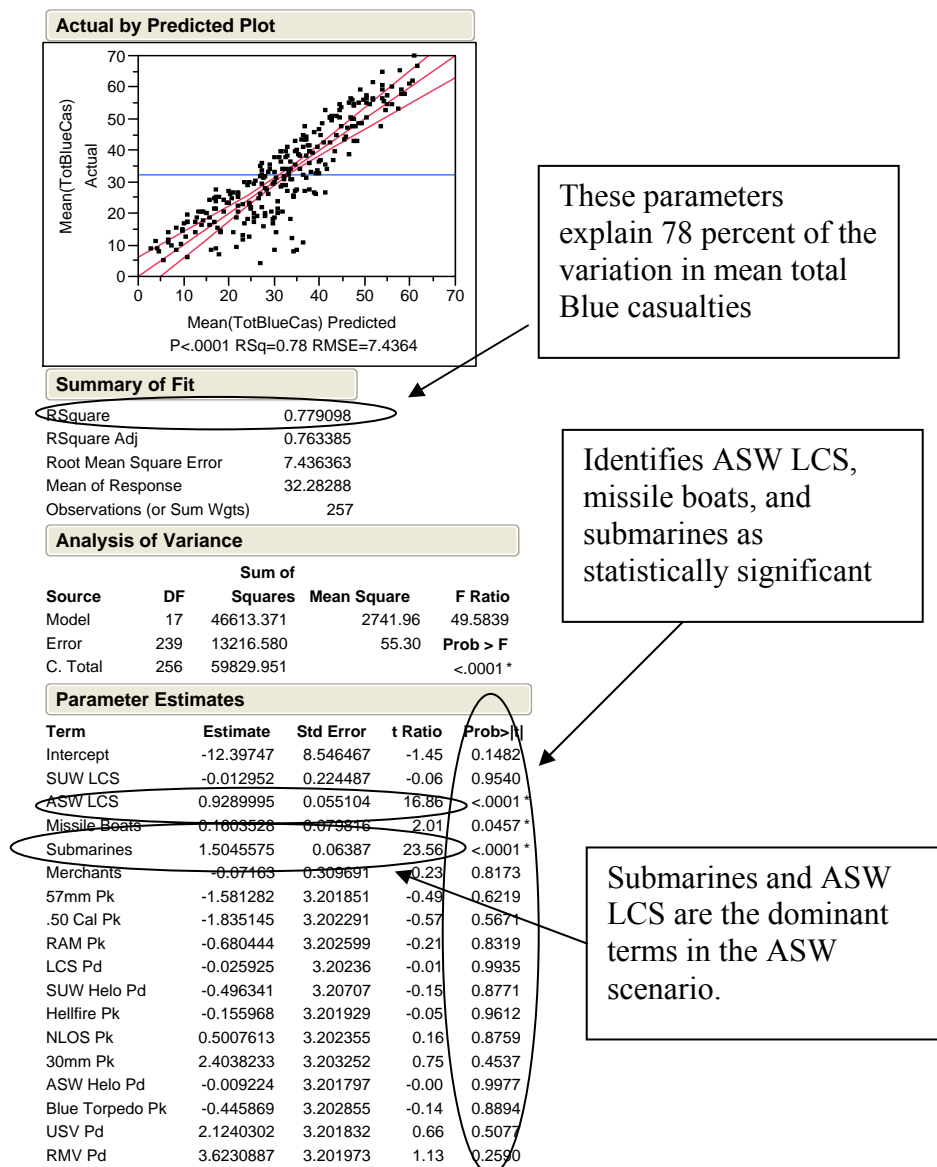 Actual by Predicted Plot
70
60
50
40
30
20
10
0
Mean(TotBlueCas)
Actual
0 10 20 30 40 50 60 70
Mean(TotBlueCas) Predicted
P<.0001 RSq=0.78 RMSE=7.4364
These parameters
explain 78 percent of the
variation in mean total
Blue casualties
Summary of Fit
RSquare 0.779098
RSquare Adj 0.763385
Root Mean Square Error 7.436363
Mean of Response 32.28288
Observations (or Sum Wgts) 257
Identifies ASW LCS,
missile boats, and
submarines as
statistically significant
Analysis of Variance
Sum of
Source DF Squares Mean Square F Ratio
Model 17 46613.371 2741.96 49.5839
Error 239 13216.580 55.30 Prob > F
C. Total 256 59829.951 <.0001 *
Parameter Estimates
Term Estimate Std Error t Ratio Prob>|t|
Intercept -12.39747 8.546467 -1.45 0.1482
SUW LCS -0.012952 0.224487 -0.06 0.9540
ASW LCS 0.9289995 0.055104 16.86 <.0001 *
Missile Boats 0.1603528 0.079816 2.01 0.0457 *
Submarines 1.5045575 0.06387 23.56 <.0001 *
Merchants -0.07163 0.309691 -0.23 0.8173
57mm Pk -1.581282 3.201851 -0.49 0.6219
.50 Cal Pk -1.835145 3.202291 -0.57 0.5671
RAM Pk -0.680444 3.202599 -0.21 0.8319
LCS Pd -0.025925 3.20236 -0.01 0.9935
SUW Helo Pd -0.496341 3.20707 -0.15 0.8771
Hellfire Pk -0.155968 3.201929 -0.05 0.9612
NLOS Pk 0.5007613 3.202355 0.16 0.8759
30mm Pk 2.4038233 3.203252 0.75 0.4537
ASW Helo Pd -0.009224 3.201797 -0.00 0.9977
Blue Torpedo Pk -0.445869 3.202855 -0.14 0.8894
USV Pd 2.1240302 3.201832 0.66 0.5077
RMV Pd 3.6230887 3.201973 1.13 0.2590
Submarines and ASW
LCS are the dominant
terms in the ASW
scenario.